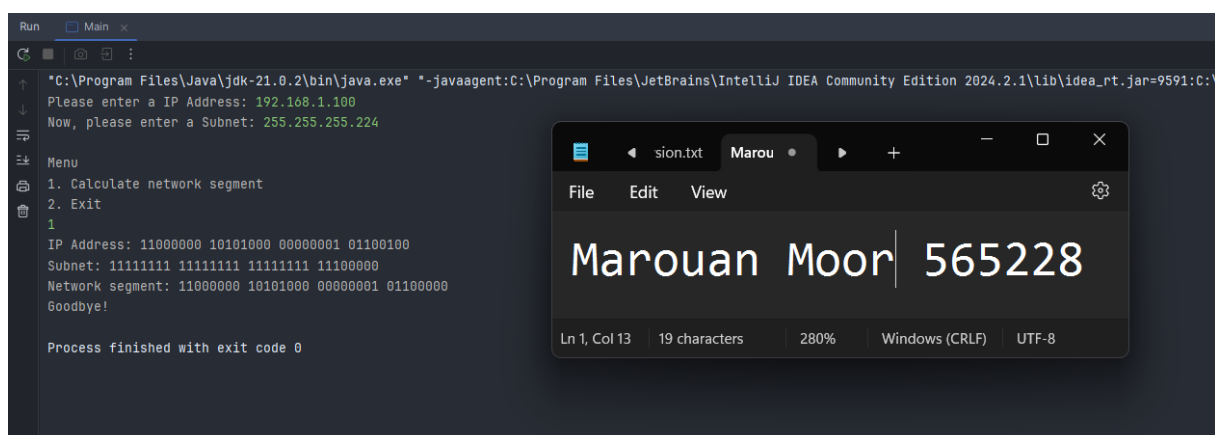 Run Main ×
"C:\Program Files\Java\jdk-21.0.2\bin\java.exe" "-javaagent:C:\Program Files\JetBrains\IntelliJ IDEA Community Edition 2024.2.1\lib\idea_rt.jar=9591:C:\
Please enter a IP Address: 192.168.1.100
Now, please enter a Subnet: 255.255.255.224
Menu
1. Calculate network segment
2. Exit
1
IP Address: 11000000 10101000 00000001 01100100
Subnet: 11111111 11111111 11111111 11100000
Network segment: 11000000 10101000 00000001 01100000
Goodbye!
Process finished with exit code 0
sion.txt Marou
File Edit View
Marouan Moor 565228
Ln 1, Col 13 19 characters 280% Windows (CRLF) UTF-8